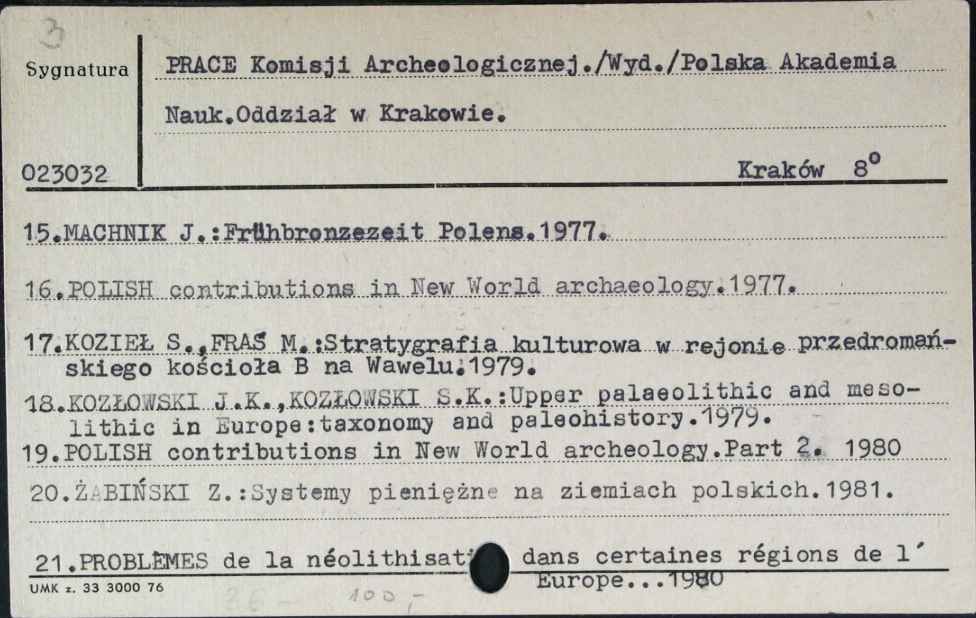 3
Sygnatura
PRACE Komisji Archeologicznej./Wyd./Polska Akademia
Nauk.Oddział w Krakowie.
023032
Kraków 8°
15.MACHNIK J.:Frühbronzezeit Polens.1977.
16.POLISH contributions in New World archaeology.1977.
17.KOZIEŁ S.,FRAŚ M.:Stratygrafia kulturowa w rejonie przedromań-
skiego kościoła B na Wawelu.1979.
18.KOZŁOWSKI J.K.,KOZŁOWSKI S.K.:Upper palaeolithic and meso-
lithic in Europe:taxonomy and paleohistory.1979.
19.POLISH contributions in New World archeology.Part 2. 1980
20.ŻABIŃSKI Z.:Systemy pieniężne na ziemiach polskich.1981.
21.PROBLÈMES de la néolithisati dans certaines régions de l'
Europe...1980
UMK z. 33 3000 76
26 - 100,-